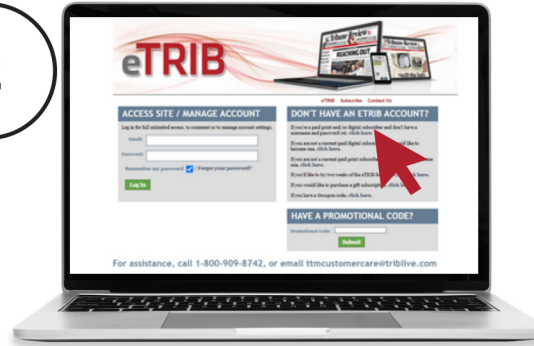 eTRIB
Tribune-Review
REACHING OUT
eTRIB Subscribe Contact Us
ACCESS SITE / MANAGE ACCOUNT
Log in for full unlimited access, to comment or to manage account settings.
Email:
Password:
Remember my password Forgot your password?
Log In
DON'T HAVE AN ETRIB ACCOUNT?
If you're a paid print and/or digital subscriber and don't have a
username and password yet, click here.
If you are not a current paid digital subscriber like to
become one, click here.
If you are not a current paid print subscriber become
one, click here.
If you'd like to try two weeks of the eTRIB here.
If you would like to purchase a gift subscription, click here.
If you have a Groupon code, click here.
HAVE A PROMOTIONAL CODE?
Promotional Code:
Submit
For assistance, call 1-800-909-8742, or email ttmcustomercare@triblive.com